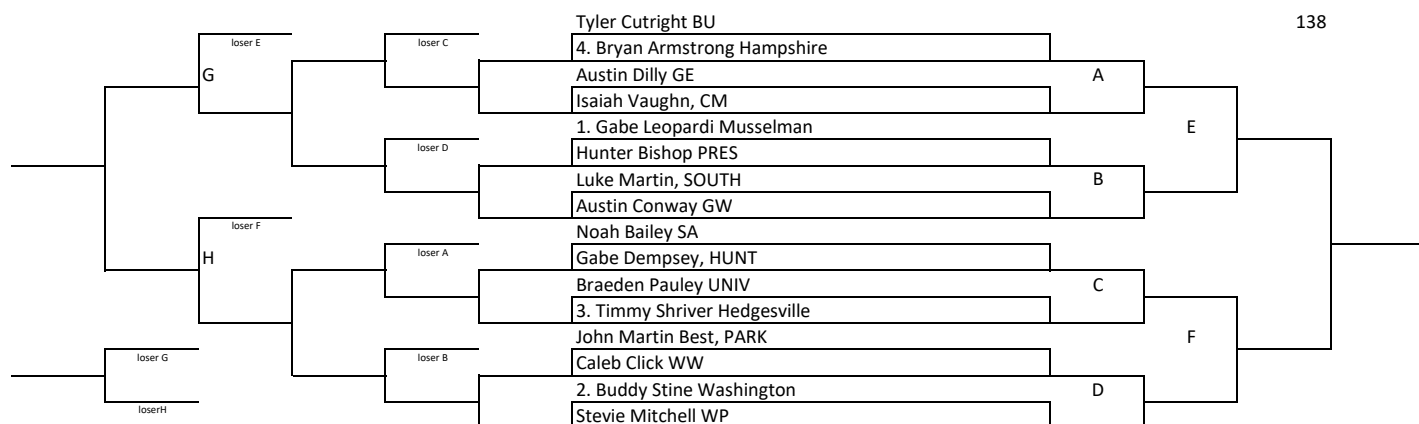 Tyler Cutright BU
138
loser E
loser C
4. Bryan Armstrong Hampshire
G
Austin Dilly GE
A
Isaiah Vaughn, CM
1. Gabe Leopardi Musselman
E
loser D
Hunter Bishop PRES
Luke Martin, SOUTH
B
Austin Conway GW
loser F
Noah Bailey SA
loser A
H
Gabe Dempsey, HUNT
Braeden Pauley UNIV
C
3. Timmy Shriver Hedgesville
John Martin Best, PARK
F
loser G
loser B
Caleb Click WW
2. Buddy Stine Washington
D
loserH
Stevie Mitchell WP